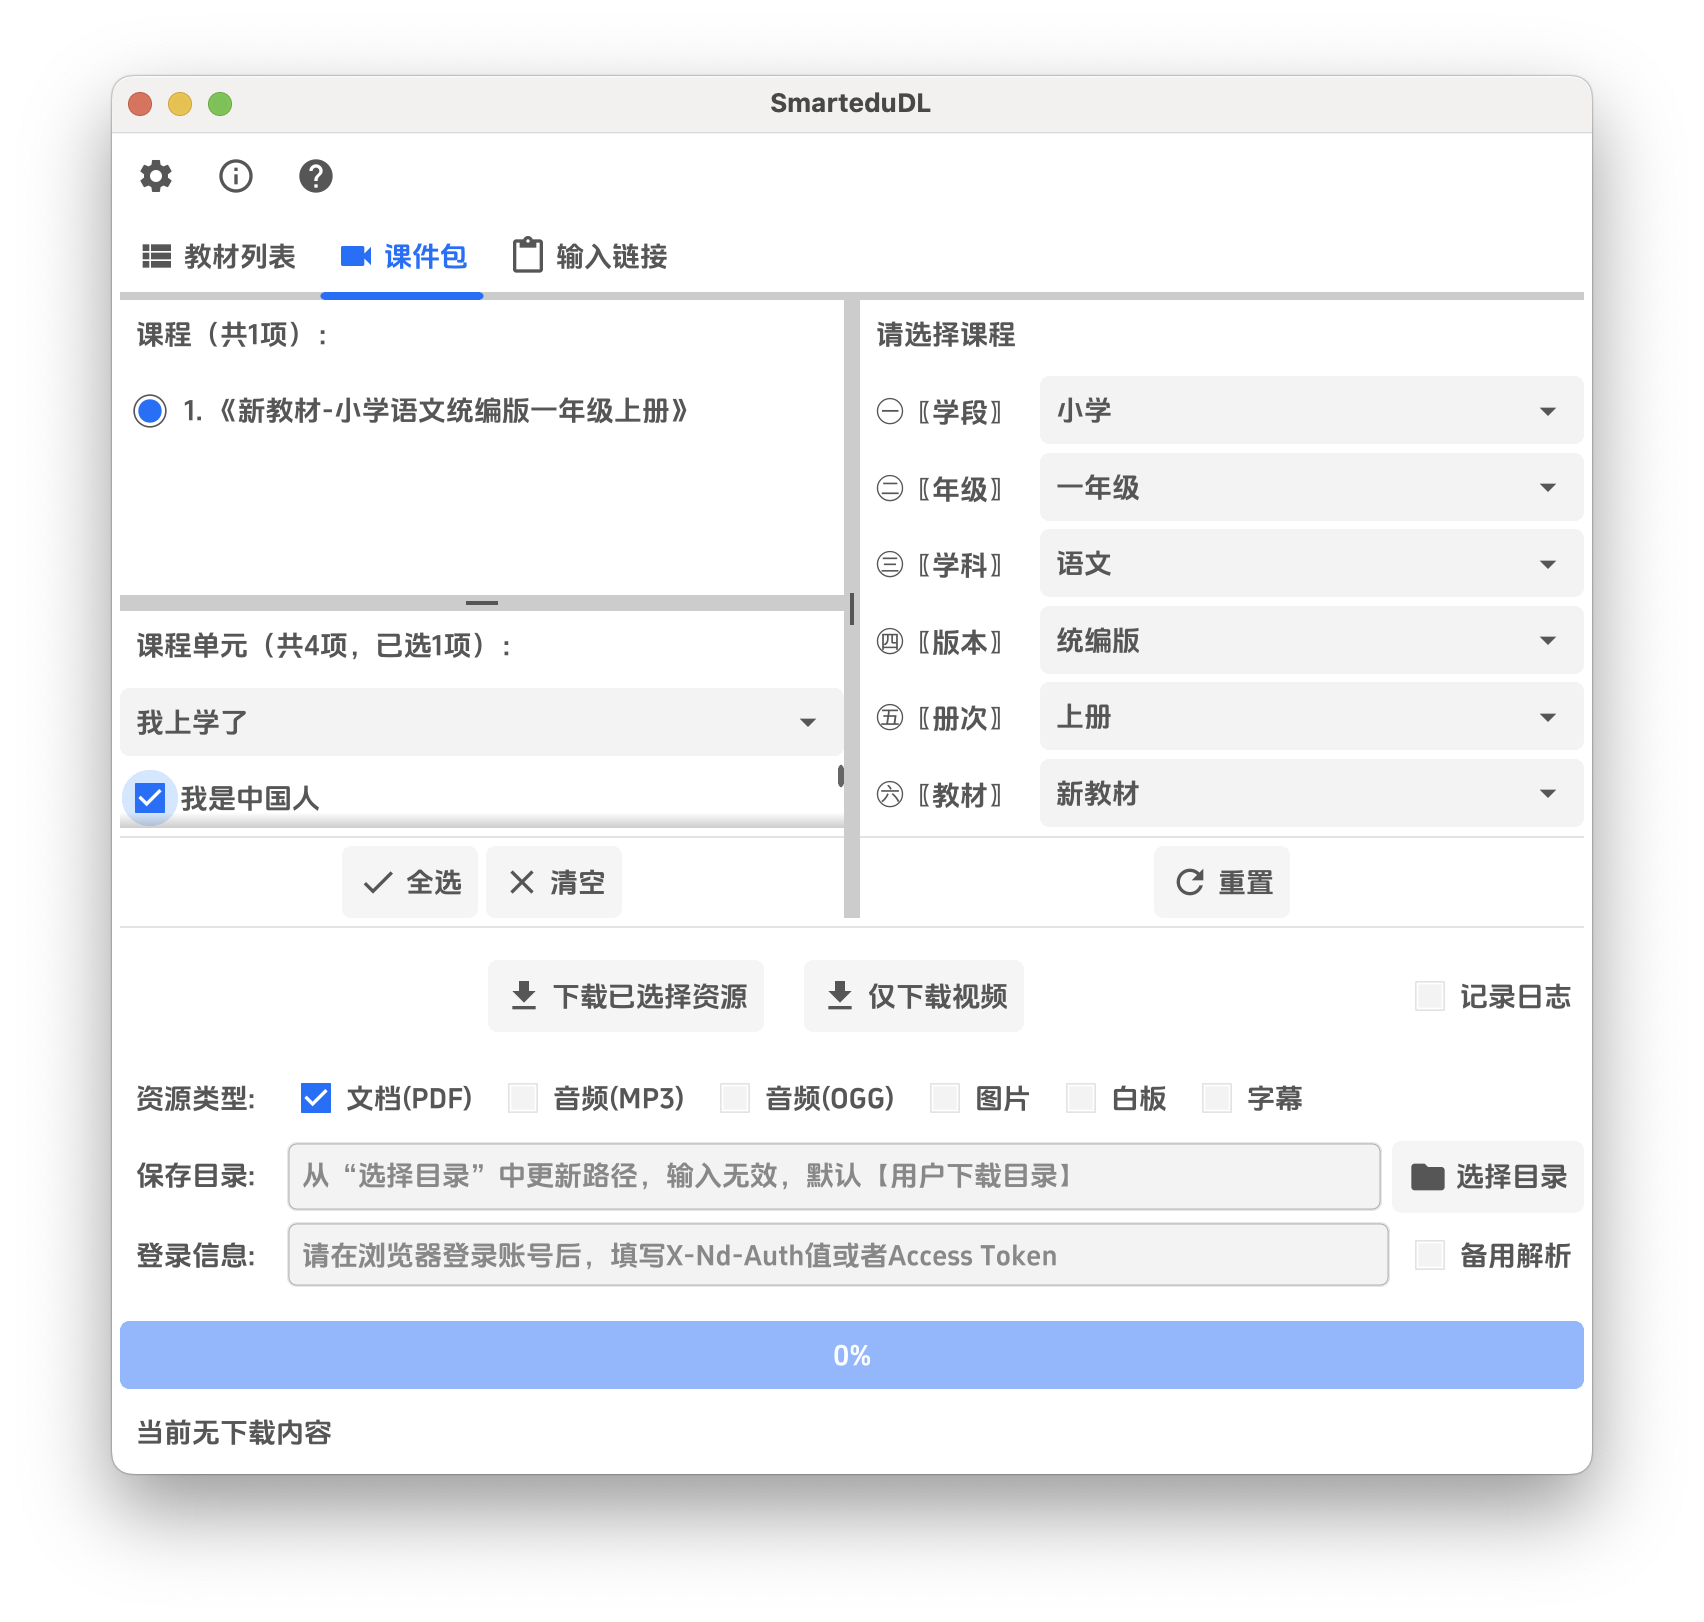 SmarteduDL
教材列表 课件包 输入链接
课程（共1项）:
1.《新教材-小学语文统编版一年级上册》
课程单元（共4项，已选1项）:
我上学了
我是中国人
全选 清空
请选择课程
㊀〖学段〗 小学
㊁〖年级〗 一年级
㊂〖学科〗 语文
㊃〖版本〗 统编版
㊄〖册次〗 上册
㊅〖教材〗 新教材
重置
下载已选择资源 仅下载视频 记录日志
资源类型: 文档(PDF) 音频(MP3) 音频(OGG) 图片 白板 字幕
保存目录: 从“选择目录”中更新路径，输入无效，默认【用户下载目录】 选择目录
登录信息: 请在浏览器登录账号后，填写X-Nd-Auth值或者Access Token 备用解析
0%
当前无下载内容